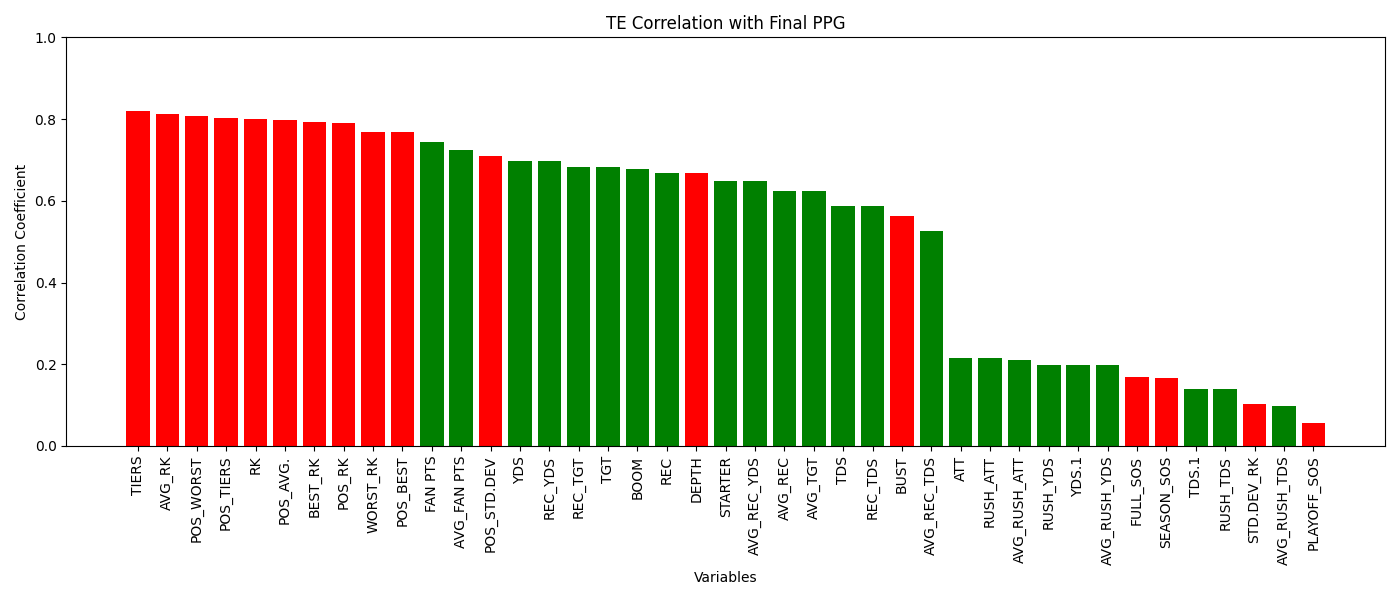 TE Correlation with Final PPG
Correlation Coefficient
1.0
0.8
0.6
0.4
0.2
0.0
TIERS
AVG_RK
POS_WORST
POS_TIERS
RK
POS_AVG.
BEST_RK
POS_RK
WORST_RK
POS_BEST
FAN PTS
AVG_FAN PTS
POS_STD.DEV
YDS
REC_YDS
REC_TGT
TGT
BOOM
REC
DEPTH
STARTER
AVG_REC_YDS
AVG_REC
AVG_TGT
TDS
REC_TDS
BUST
AVG_REC_TDS
ATT
RUSH_ATT
AVG_RUSH_ATT
RUSH_YDS
YDS.1
AVG_RUSH_YDS
FULL_SOS
SEASON_SOS
TDS.1
RUSH_TDS
STD.DEV_RK
AVG_RUSH_TDS
PLAYOFF_SOS
Variables